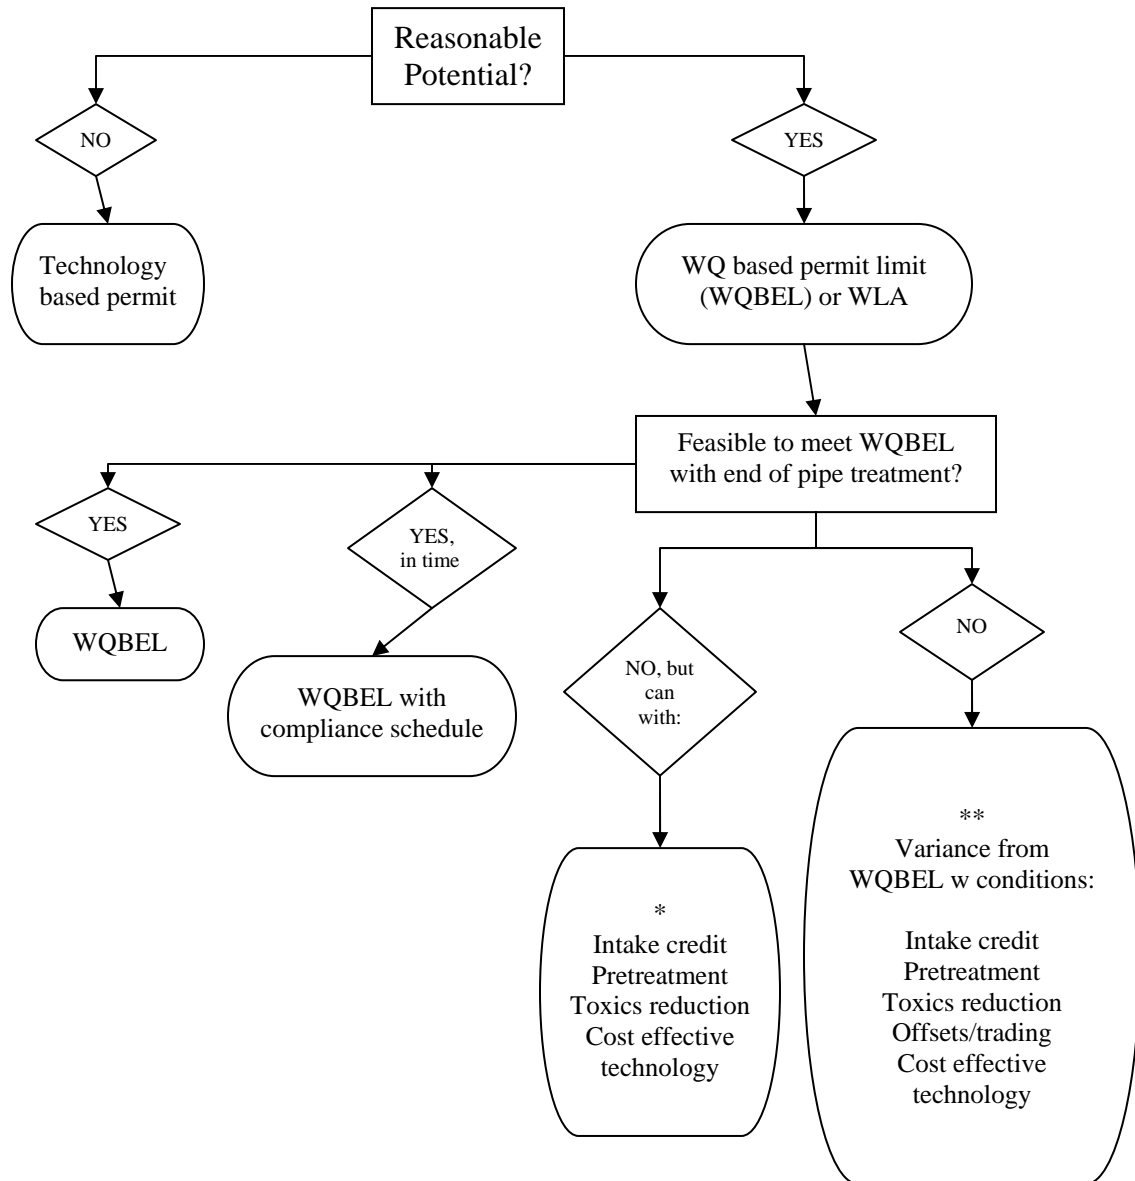 Reasonable
Potential?
NO
YES
Technology
based permit
WQ based permit limit
(WQBEL) or WLA
Feasible to meet WQBEL
with end of pipe treatment?
YES
YES,
in time
NO, but
can
with:
NO
WQBEL
WQBEL with
compliance schedule
*
Intake credit
Pretreatment
Toxics reduction
Cost effective
technology
**
Variance from
WQBEL w conditions:
Intake credit
Pretreatment
Toxics reduction
Offsets/trading
Cost effective
technology